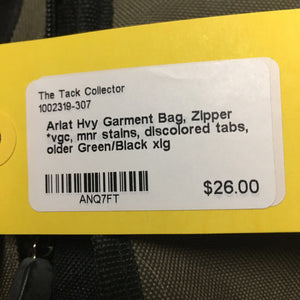 The Tack Collector
1002319-307
Ariat Hvy Garment Bag, Zipper
*vgc, mnr stains, discolored tabs,
older Green/Black xlg
ANQ7FT
$26.00